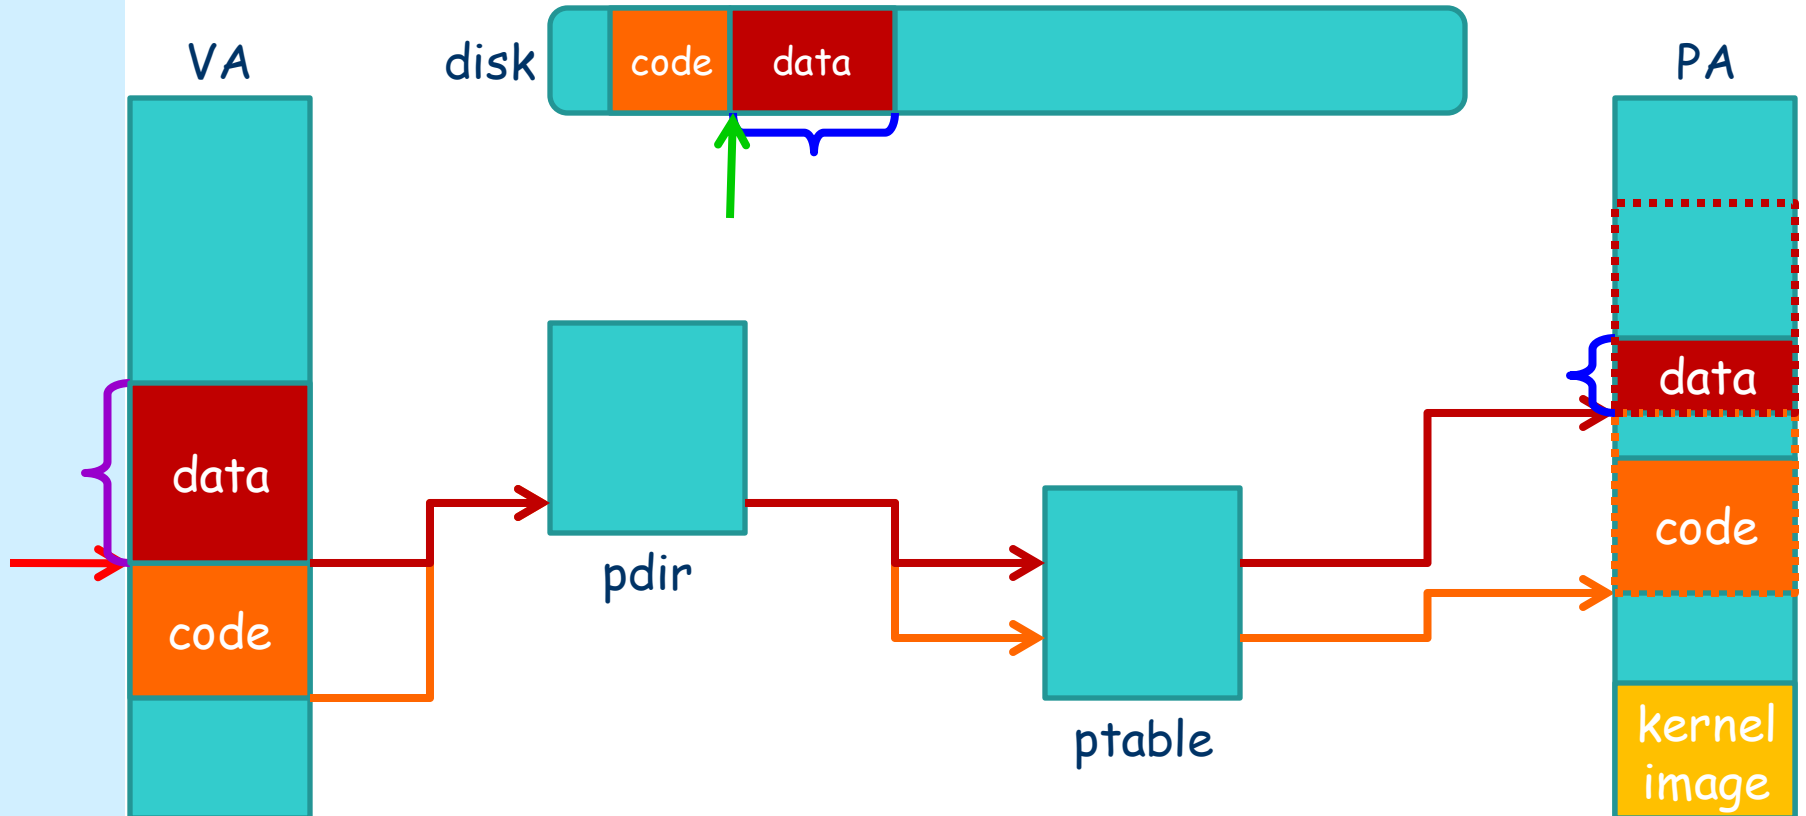 VA
disk
code
data
PA
data
code
pdir
ptable
data
code
kernel
image